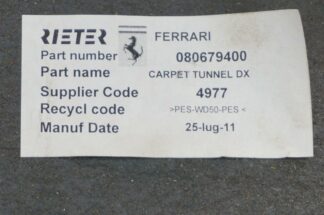 RIETER FERRARI
Part number 080679400
Part name CARPET TUNNEL DX
Supplier Code 4977
Recycl code >PES-WD50-PES<
Manuf Date 25-lug-11